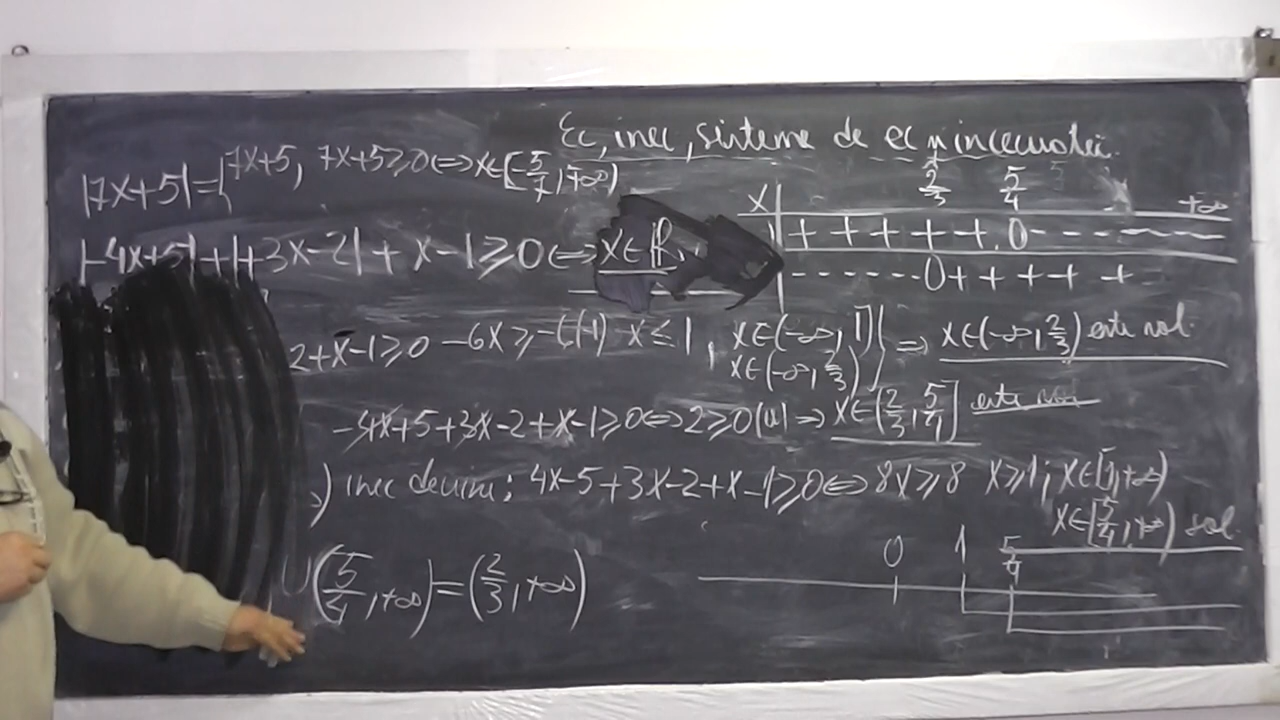 Ec, inec, sisteme de ec
|7x+5|={7x+5, 7x+5≥0⟺x∈[-5/7,+∞)
|-4x+5|+|+3x-2|+x-1≥0⟺x∈ℝ
x 2/3 5/4 +∞
+ + + + + 0 - - - - - -
- - - - - - - 0 + + + + +
2+x-1≥0 -6x≥-6 (-1) x≤1, x∈(-∞,1]
x∈(-∞,2/3) ⟹ x∈(-∞,2/3) este sol.
-4x+5+3x-2+x-1≥0⟺2≥0(A)⟹x∈[2/3,5/4] este sol
) inec devine: 4x-5+3x-2+x-1≥0⟺8x≥8 x≥1; x∈[1,+∞)
x∈[5/4,+∞) sol.
∪(5/4,+∞)=(2/3,+∞)
0 1 5/4